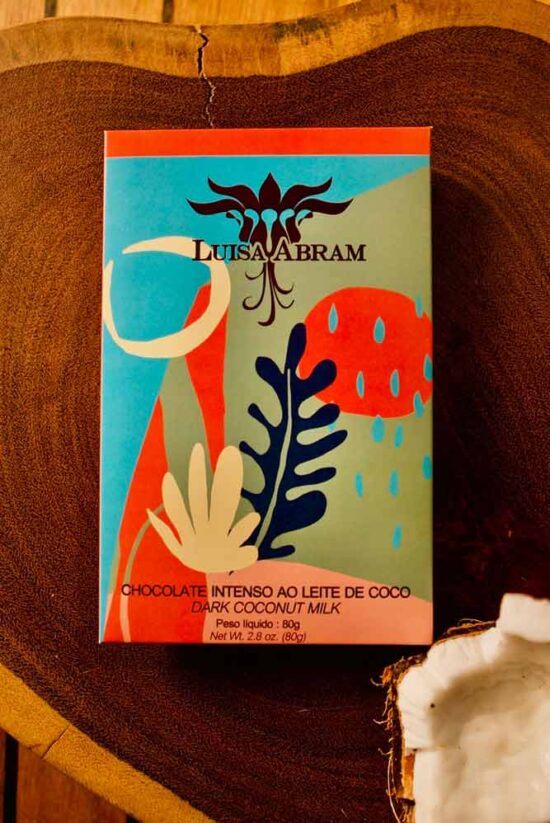 LUISA ABRAM
CHOCOLATE INTENSO AO LEITE DE COCO
DARK COCONUT MILK
Peso líquido : 80g
Net Wt. 2.8 oz. (80g)